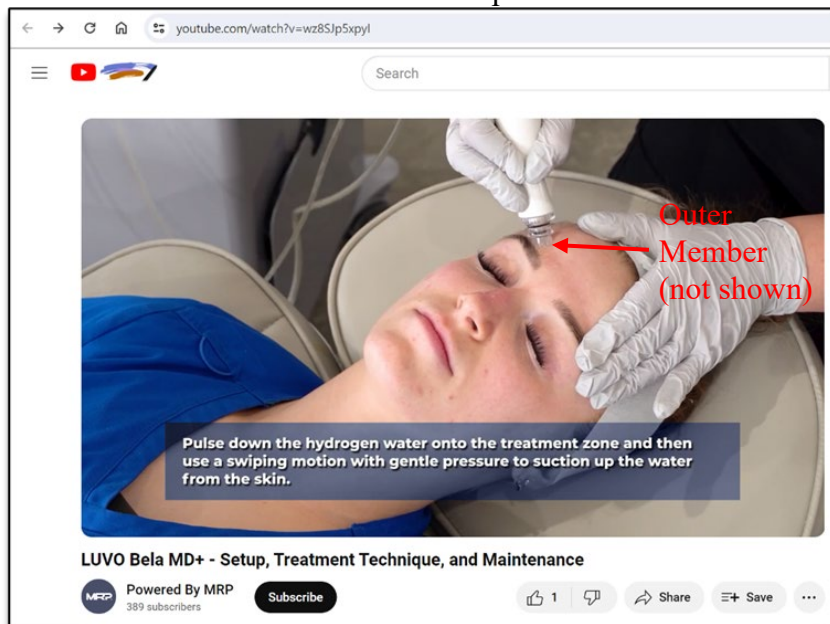 youtube.com/watch?v=wz8SJp5xpyI
Search
Outer
Member
(not shown)
Pulse down the hydrogen water onto the treatment zone and then
use a swiping motion with gentle pressure to suction up the water
from the skin.
LUVO Bela MD+ - Setup, Treatment Technique, and Maintenance
MRP
Powered By MRP
389 subscribers
Subscribe
1
Share
Save